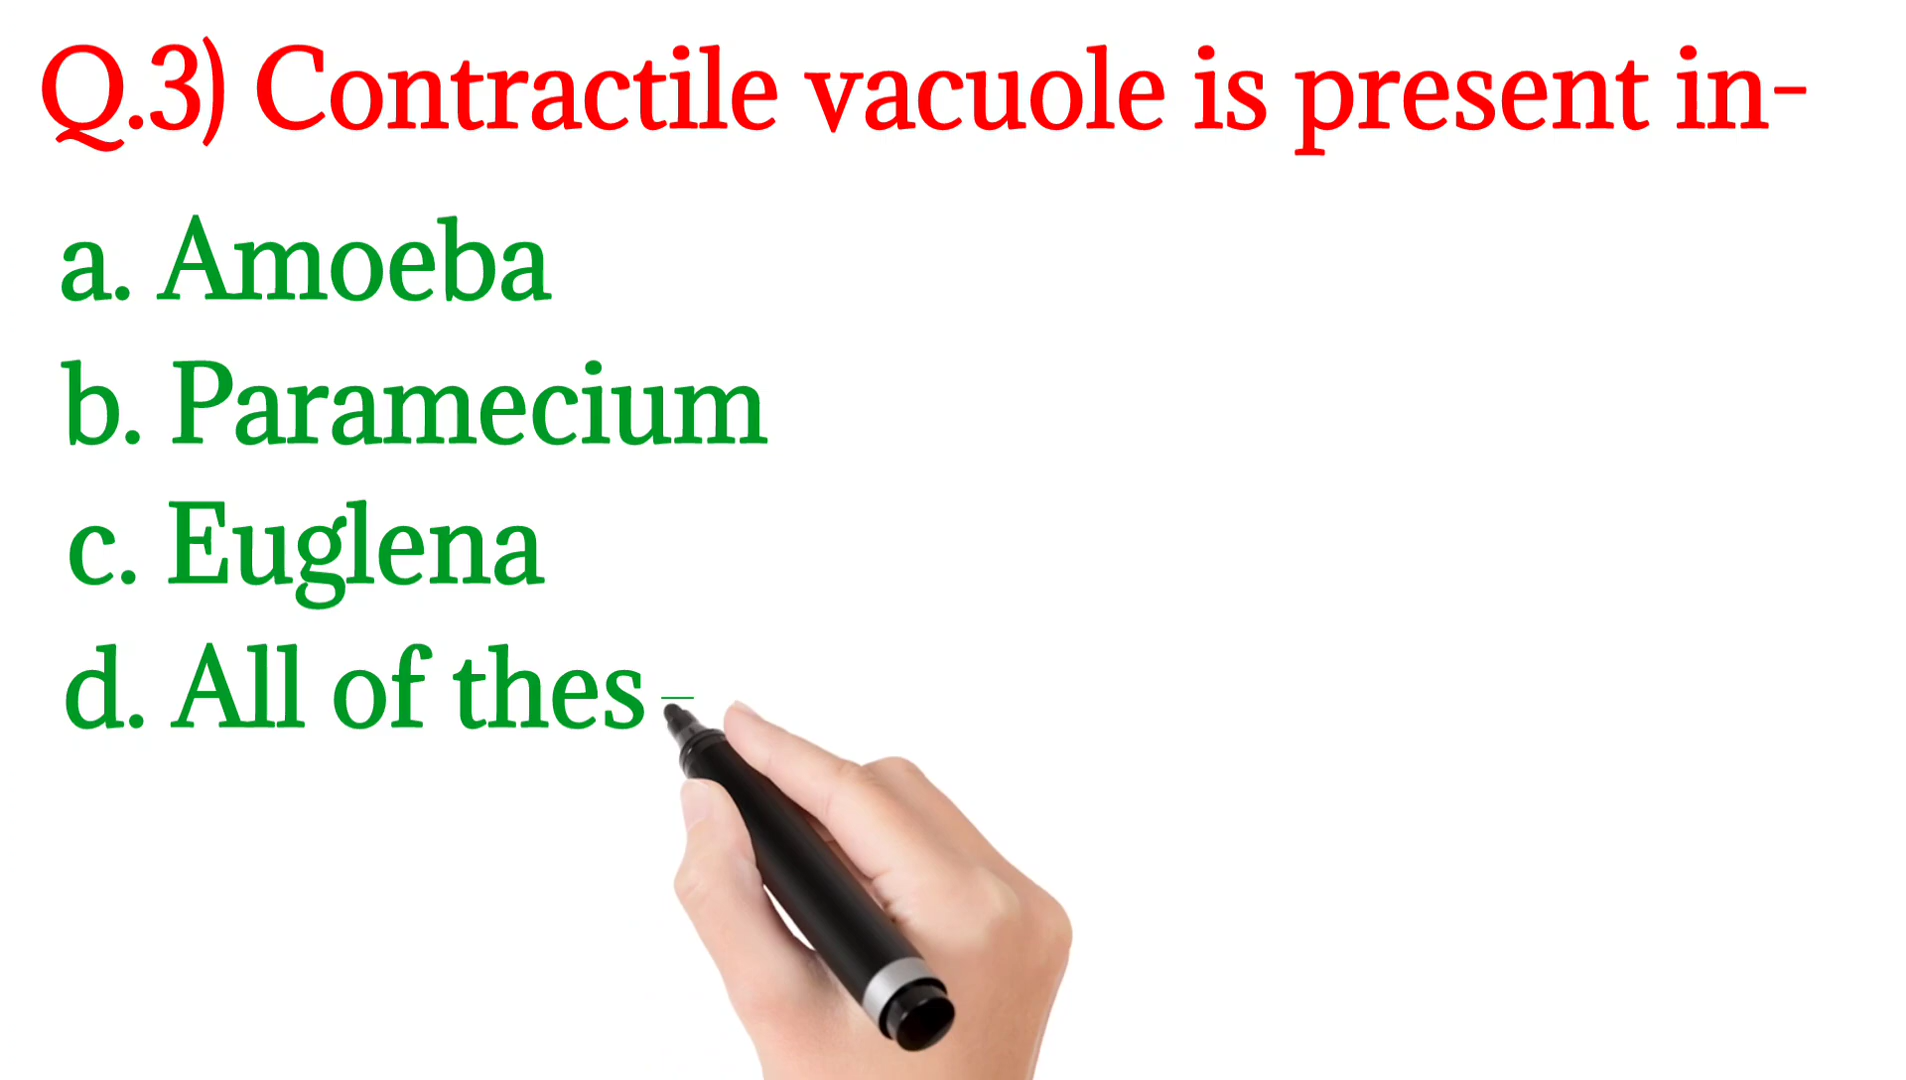 Q.3) Contractile vacuole is present in-
a. Amoeba
b. Paramecium
c. Euglena
d. All of thes